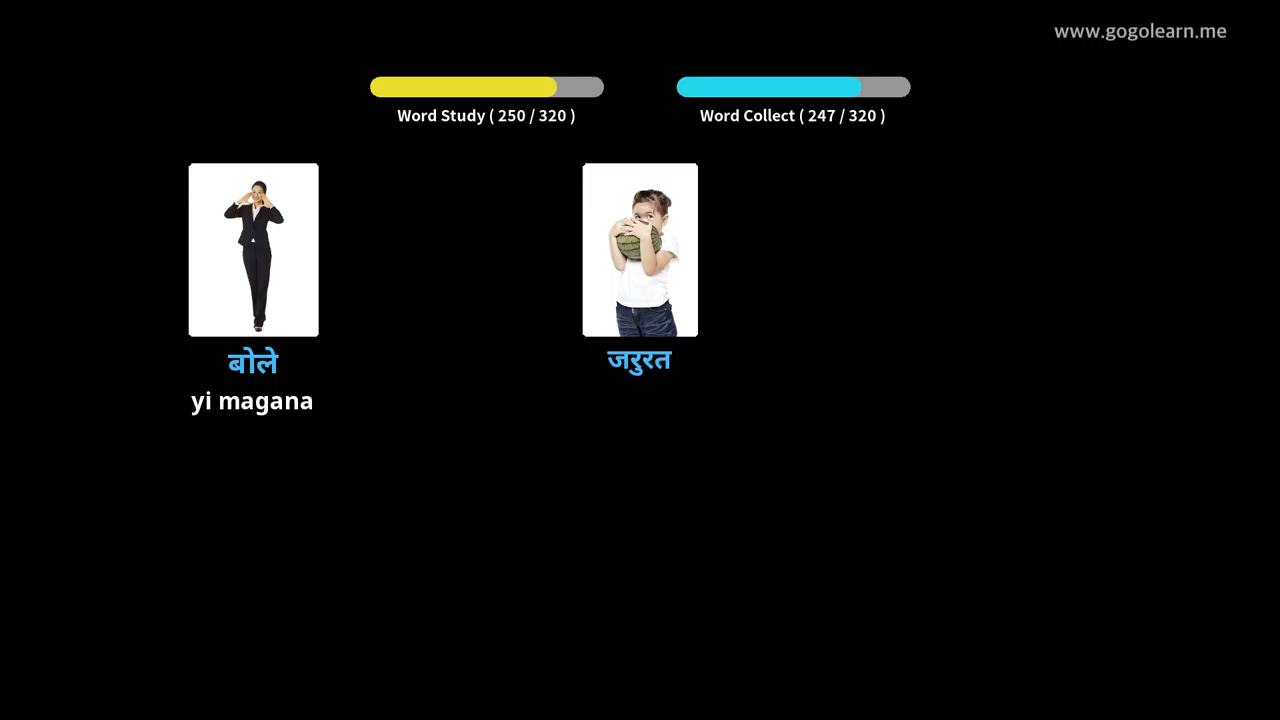 www.gogolearn.me
Word Study ( 250 / 320 )
Word Collect ( 247 / 320 )
बोले
yi magana
जरुरत